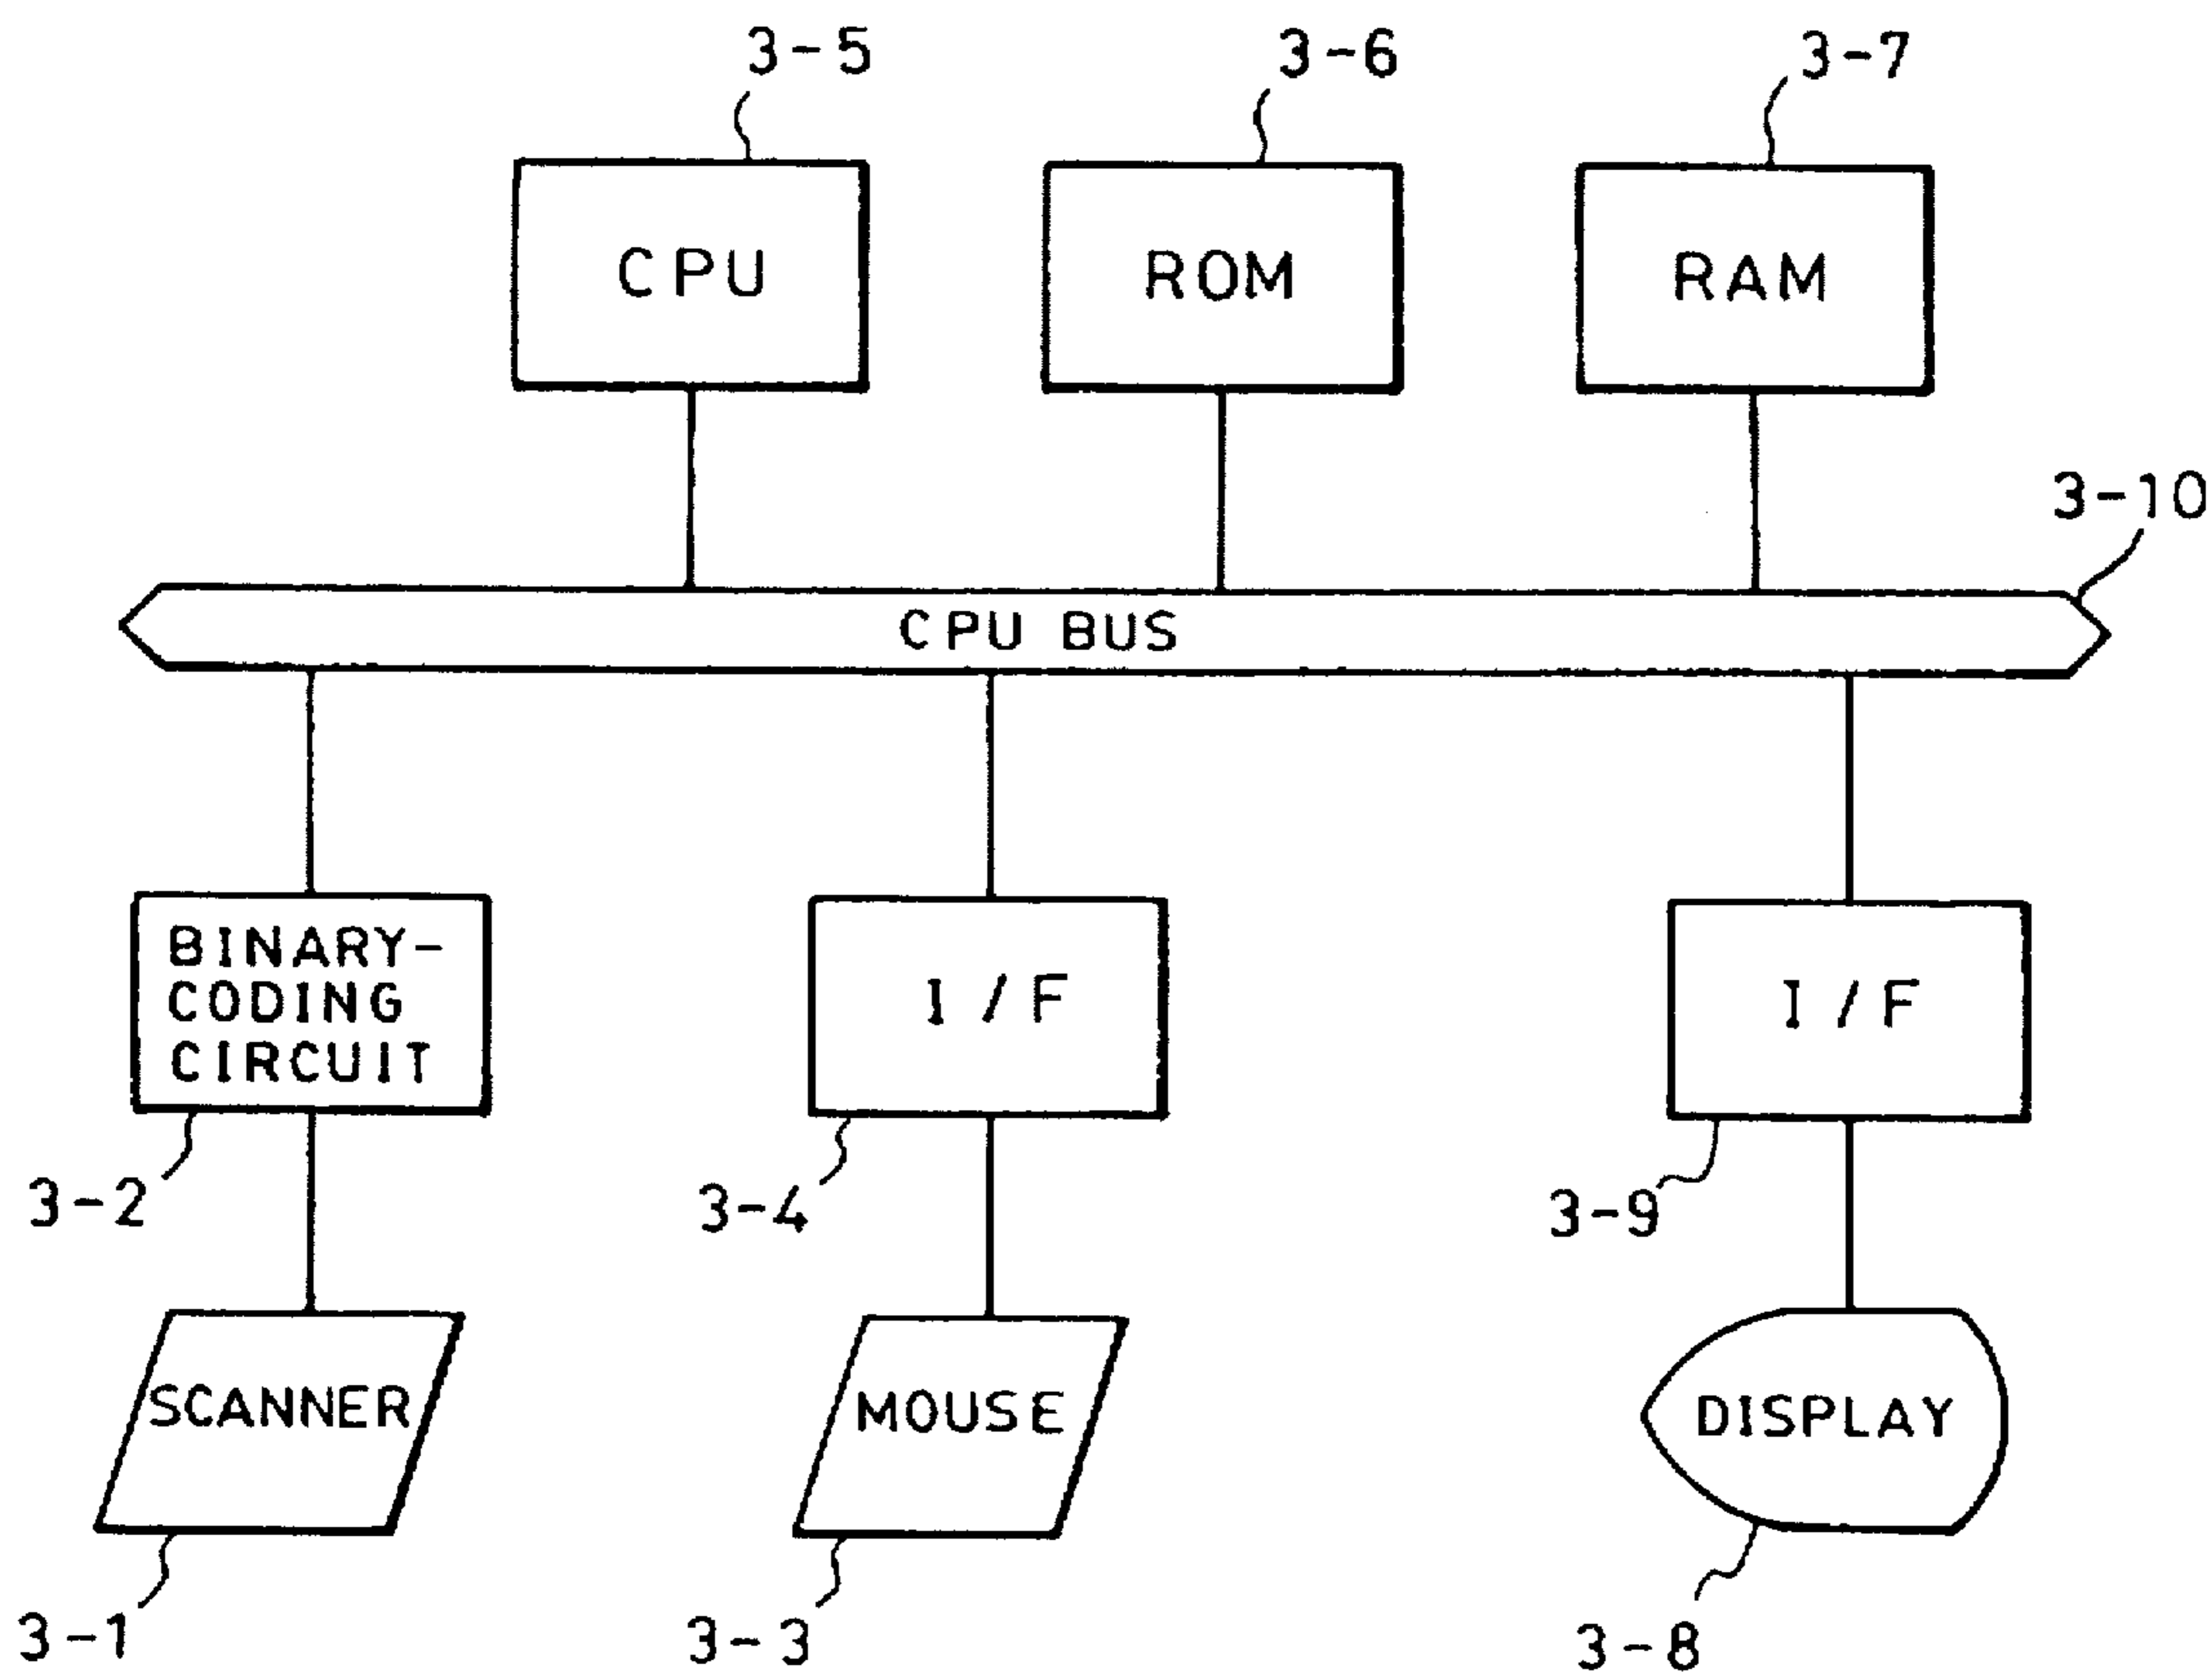 3-5
3-6
3-7
CPU
ROM
RAM
3-10
CPU BUS
BINARY-
CODING
CIRCUIT
I/F
I/F
3-2
3-4
3-9
SCANNER
MOUSE
DISPLAY
3-1
3-3
3-8